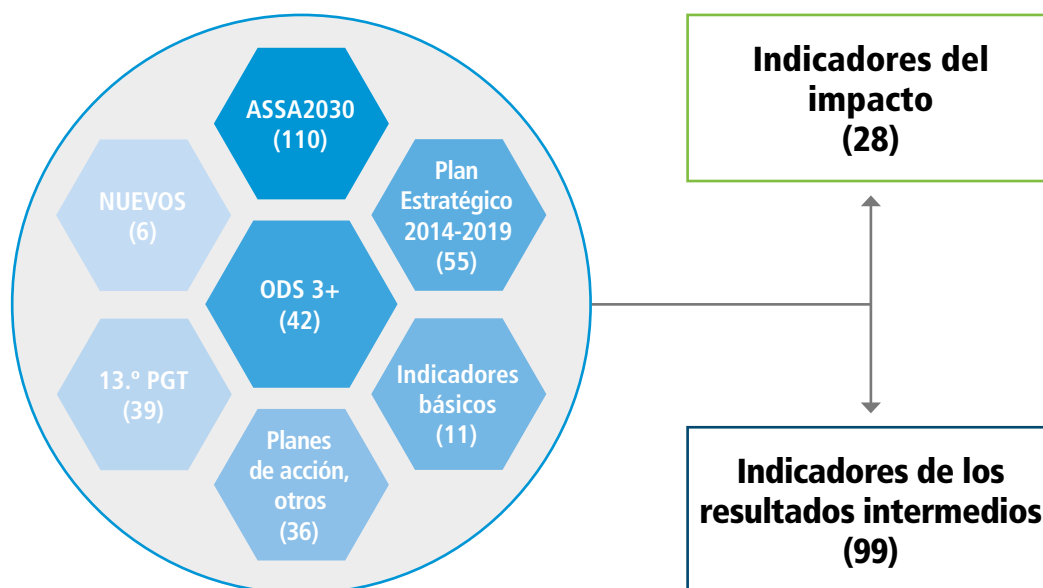 ASSA2030
(110)
NUEVOS
(6)
Plan
Estratégico
2014-2019
(55)
ODS 3+
(42)
13.º PGT
(39)
Indicadores
básicos
(11)
Planes
de acción,
otros
(36)
Indicadores del
impacto
(28)
Indicadores de los
resultados intermedios
(99)